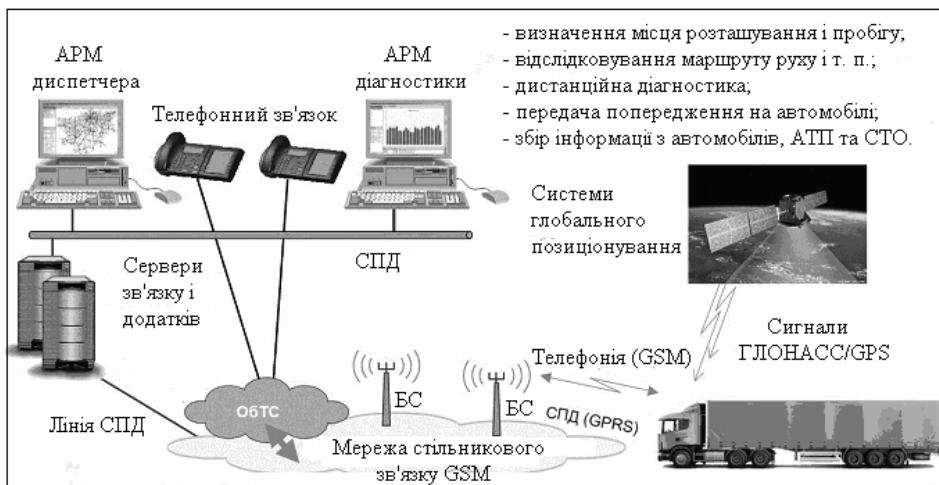 АРМ
диспетчера
АРМ
діагностики
- визначення місця розташування і пробігу;
- відслідковування маршруту руху і т. п.;
- дистанційна діагностика;
- передача попередження на автомобілі;
- збір інформації з автомобілів, АТП та СТО.
Телефонний зв'язок
Системи
глобального
позиціонування
СПД
Сервери
зв'язку і
додатків
Сигнали
ГЛОНАСС/GPS
Телефонія (GSM)
БС
БС
СПД (GPRS)
ОбТС
Лінія СПД
Мережа стільникового
зв'язку GSM